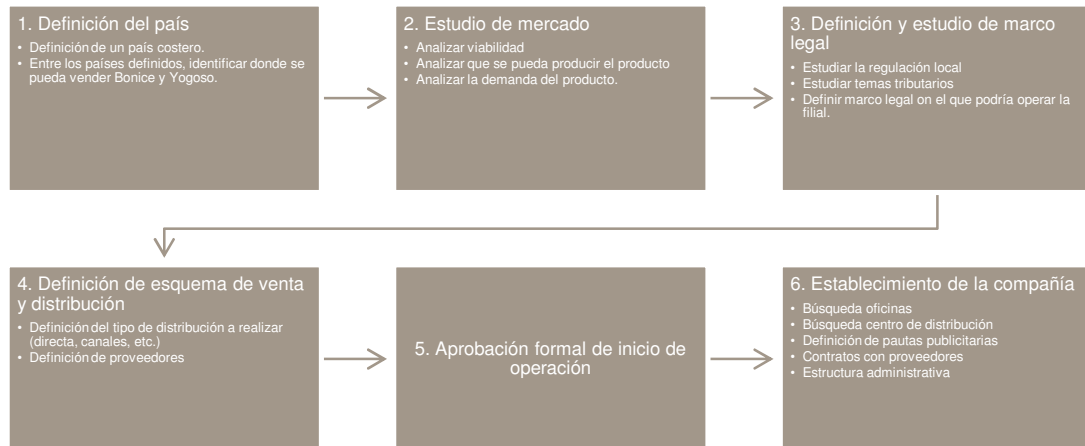 1. Definición del país
• Definición de un país costero.
• Entre los países definidos, identificar donde se
pueda vender Bonice y Yogoso.
2. Estudio de mercado
• Analizar viabilidad
• Analizar que se pueda producir el producto
• Analizar la demanda del producto.
3. Definición y estudio de marco
legal
• Estudiar la regulación local
• Estudiar temas tributarios
• Definir marco legal on el que podría operar la
filial.
4. Definición de esquema de venta
y distribución
• Definición del tipo de distribución a realizar
(directa, canales, etc.)
• Definición de proveedores
5. Aprobación formal de inicio de
operación
6. Establecimiento de la compañía
• Búsqueda oficinas
• Búsqueda centro de distribución
• Definición de pautas publicitarias
• Contratos con proveedores
• Estructura administrativa